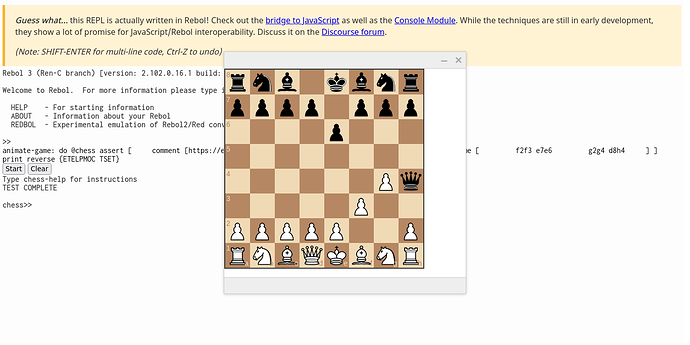 Guess what... this REPL is actually written in Rebol! Check out the bridge to JavaScript as well as the Console Module. While the techniques are still in early development,
they show a lot of promise for JavaScript/Rebol interoperability. Discuss it on the Discourse forum.
(Note: SHIFT-ENTER for multi-line code, Ctrl-Z to undo)
Rebol 3 (Ren-C branch) [version: 2.102.0.16.1 build:
Welcome to Rebol. For more information please type
HELP - For starting information
ABOUT - Information about your Rebol
REDBOL - Experimental emulation of Rebol2/Red
>>
animate-game: do @chess assert [ comment [https://e [ f2f3 e7e6 g2g4 d8h4 ] ]
print reverse {ETELPMOC TSET}
Start Clear
Type chess-help for instructions
TEST COMPLETE
chess>>
8
7
6
5
4
3
2
1